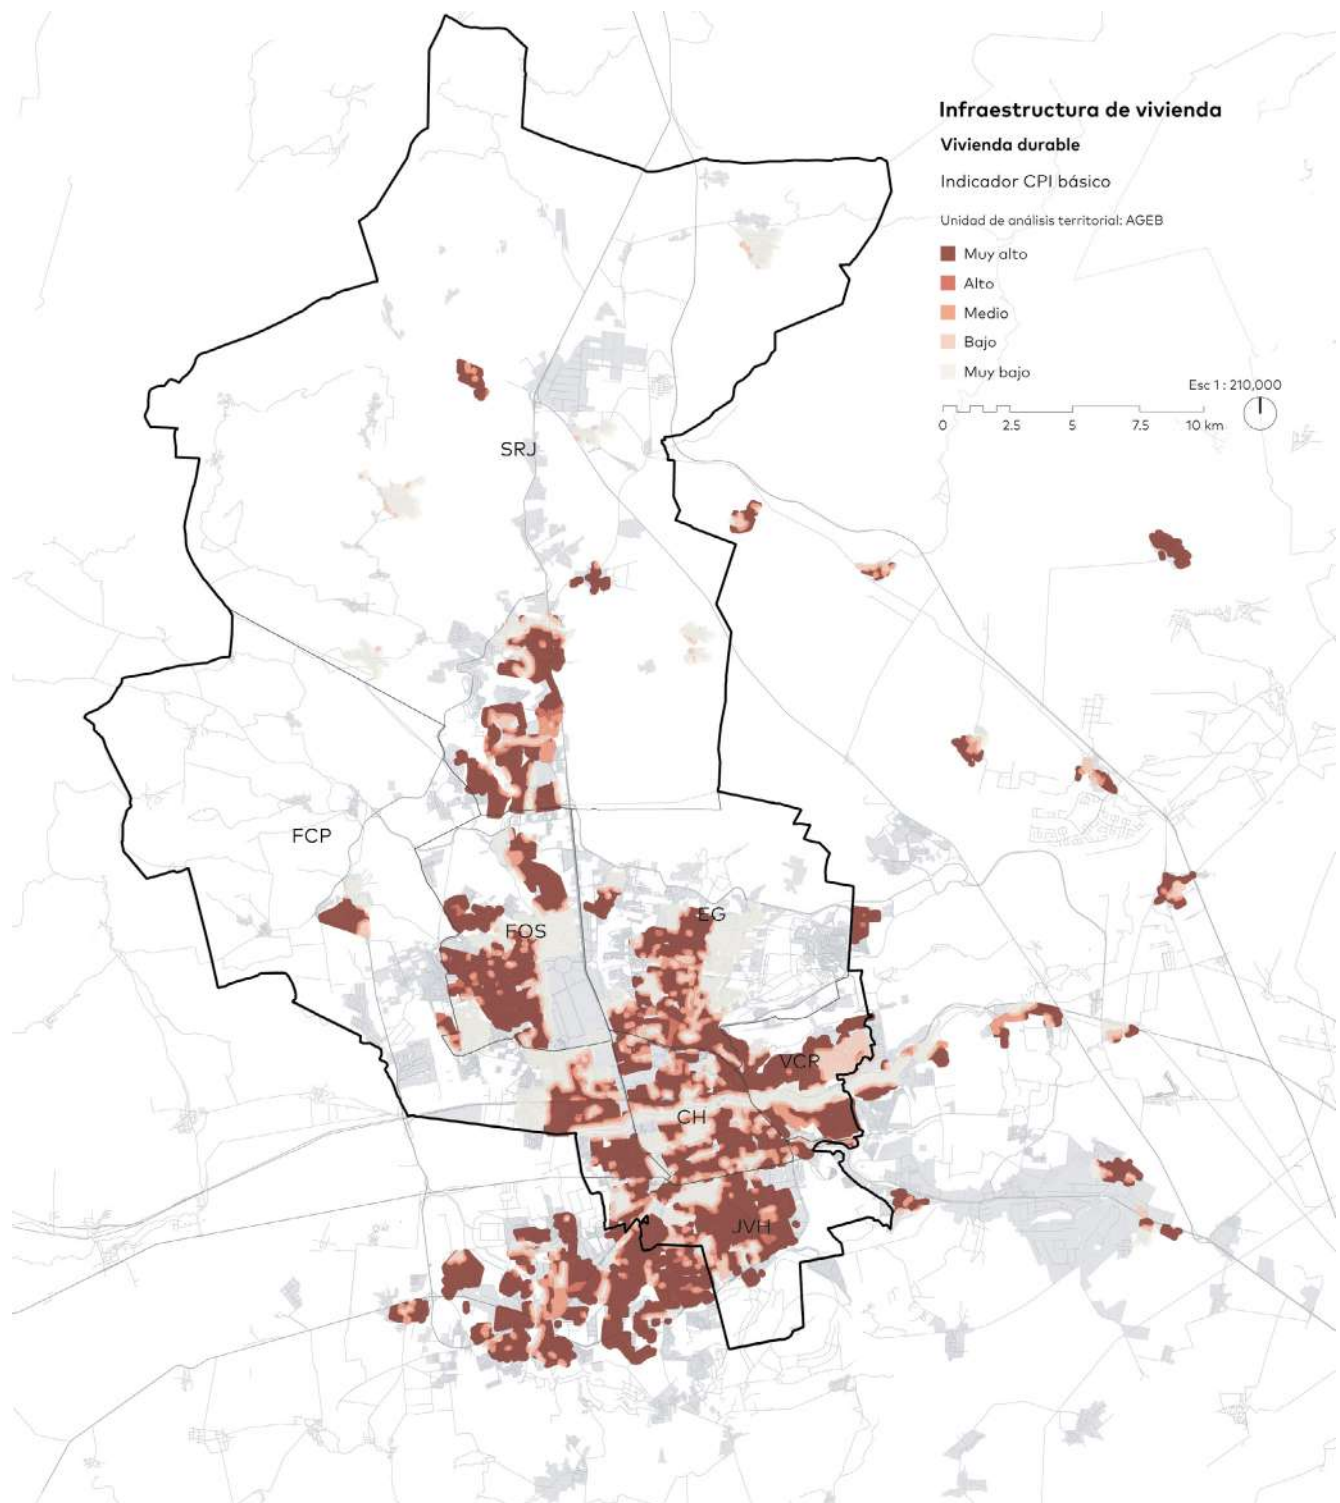 Infraestructura de vivienda
Vivienda durable
Indicador CPI básico
Unidad de análisis territorial: AGEB
Muy alto
Alto
Medio
Bajo
Muy bajo
Esc 1 : 210,000
0 2.5 5 7.5 10 km
SRJ
FCP
EG
FOS
VCR
CH
JVH